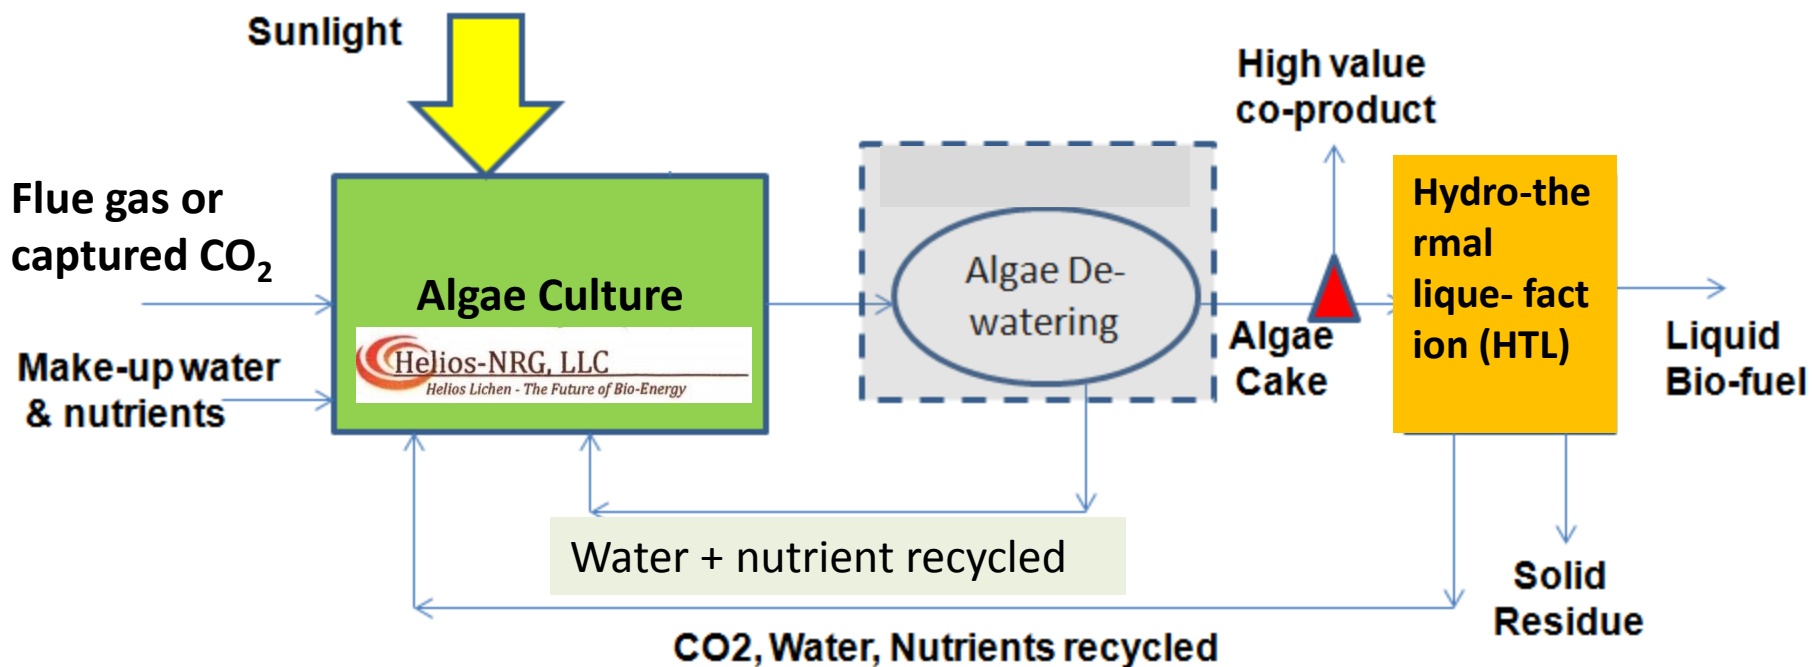 Sunlight
High value
co-product
Flue gas or
captured CO₂
Hydro-the
rmal
lique- fact
ion (HTL)
Algae De-
watering
Algae Culture
Helios-NRG, LLC
Helios Lichen - The Future of Bio-Energy
Algae
Cake
Liquid
Bio-fuel
Make-up water
& nutrients
Water + nutrient recycled
Solid
Residue
CO2, Water, Nutrients recycled